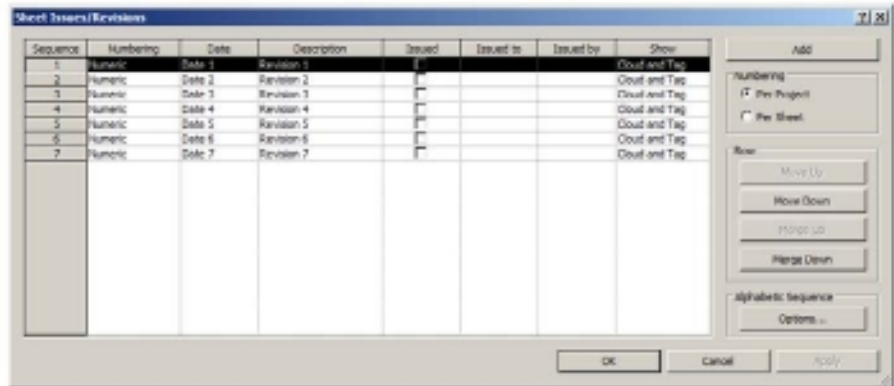 Sheet Issues/Revisions
Sequence Numbering Date Description Issued Issued to Issued by Show
1 Numeric Date 1 Revision 1 Cloud and Tag
2 Numeric Date 2 Revision 2 Cloud and Tag
3 Numeric Date 3 Revision 3 Cloud and Tag
4 Numeric Date 4 Revision 4 Cloud and Tag
5 Numeric Date 5 Revision 5 Cloud and Tag
6 Numeric Date 6 Revision 6 Cloud and Tag
7 Numeric Date 7 Revision 7 Cloud and Tag
Add
Numbering
Per Project
Per Sheet
Row
Move Up
Move Down
Merge Up
Merge Down
Alphabetic Sequence
Options...
OK Cancel Apply